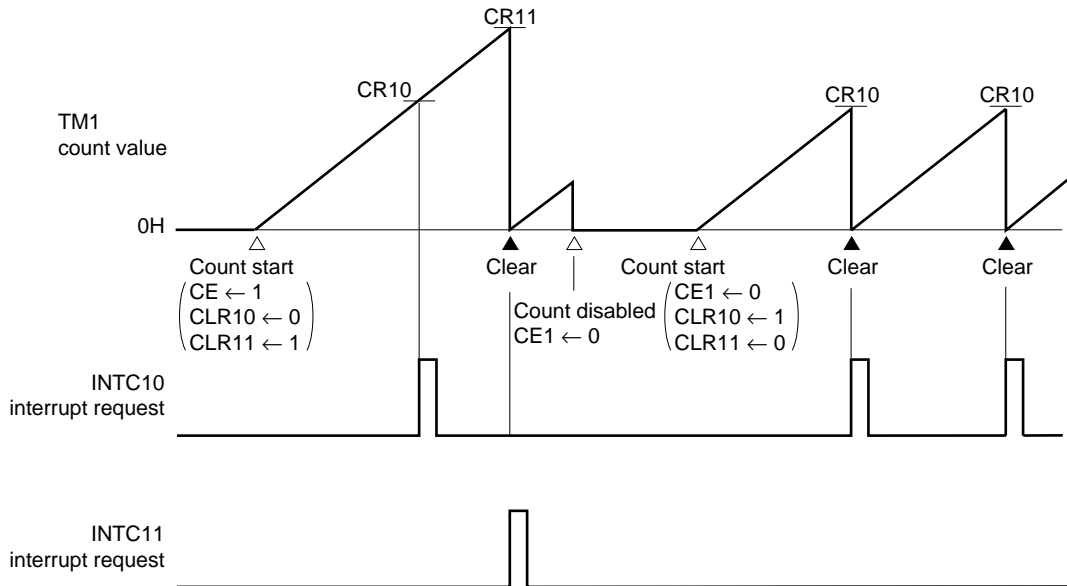 CR11
CR10
CR10
CR10
TM1
count value
0H
Count start
CE ← 1
CLR10 ← 0
CLR11 ← 1
Clear
Count disabled
CE1 ← 0
Count start
CE1 ← 0
CLR10 ← 1
CLR11 ← 0
Clear
Clear
INTC10
interrupt request
INTC11
interrupt request